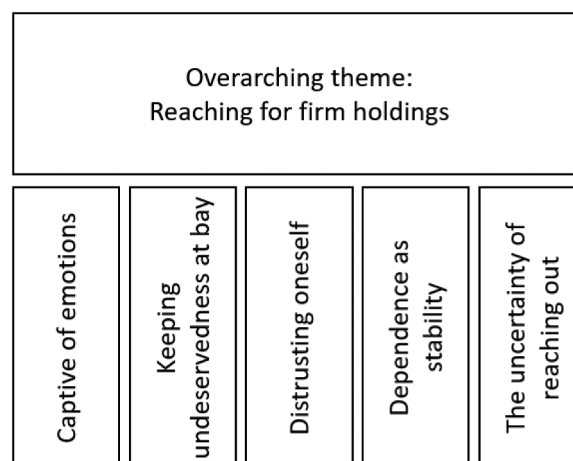 Overarching theme:
Reaching for firm holdings
Captive of emotions
Keeping
undeservedness at bay
Distrusting oneself
Dependence as
stability
The uncertainty of
reaching out